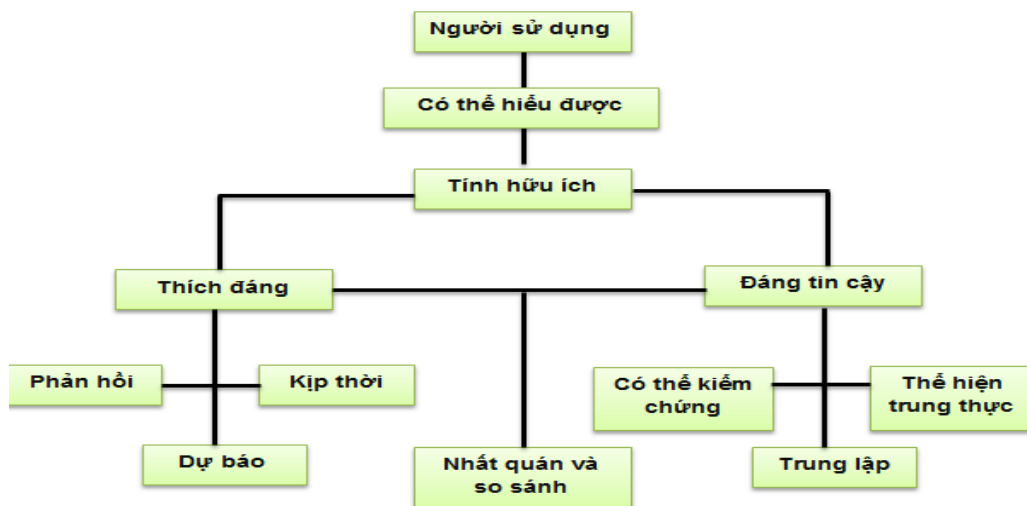 Người sử dụng
Có thể hiểu được
Tính hữu ích
Thích đáng
Đáng tin cậy
Phản hồi
Kịp thời
Có thể kiểm
chứng
Thể hiện
trung thực
Dự báo
Nhất quán và
so sánh
Trung lập